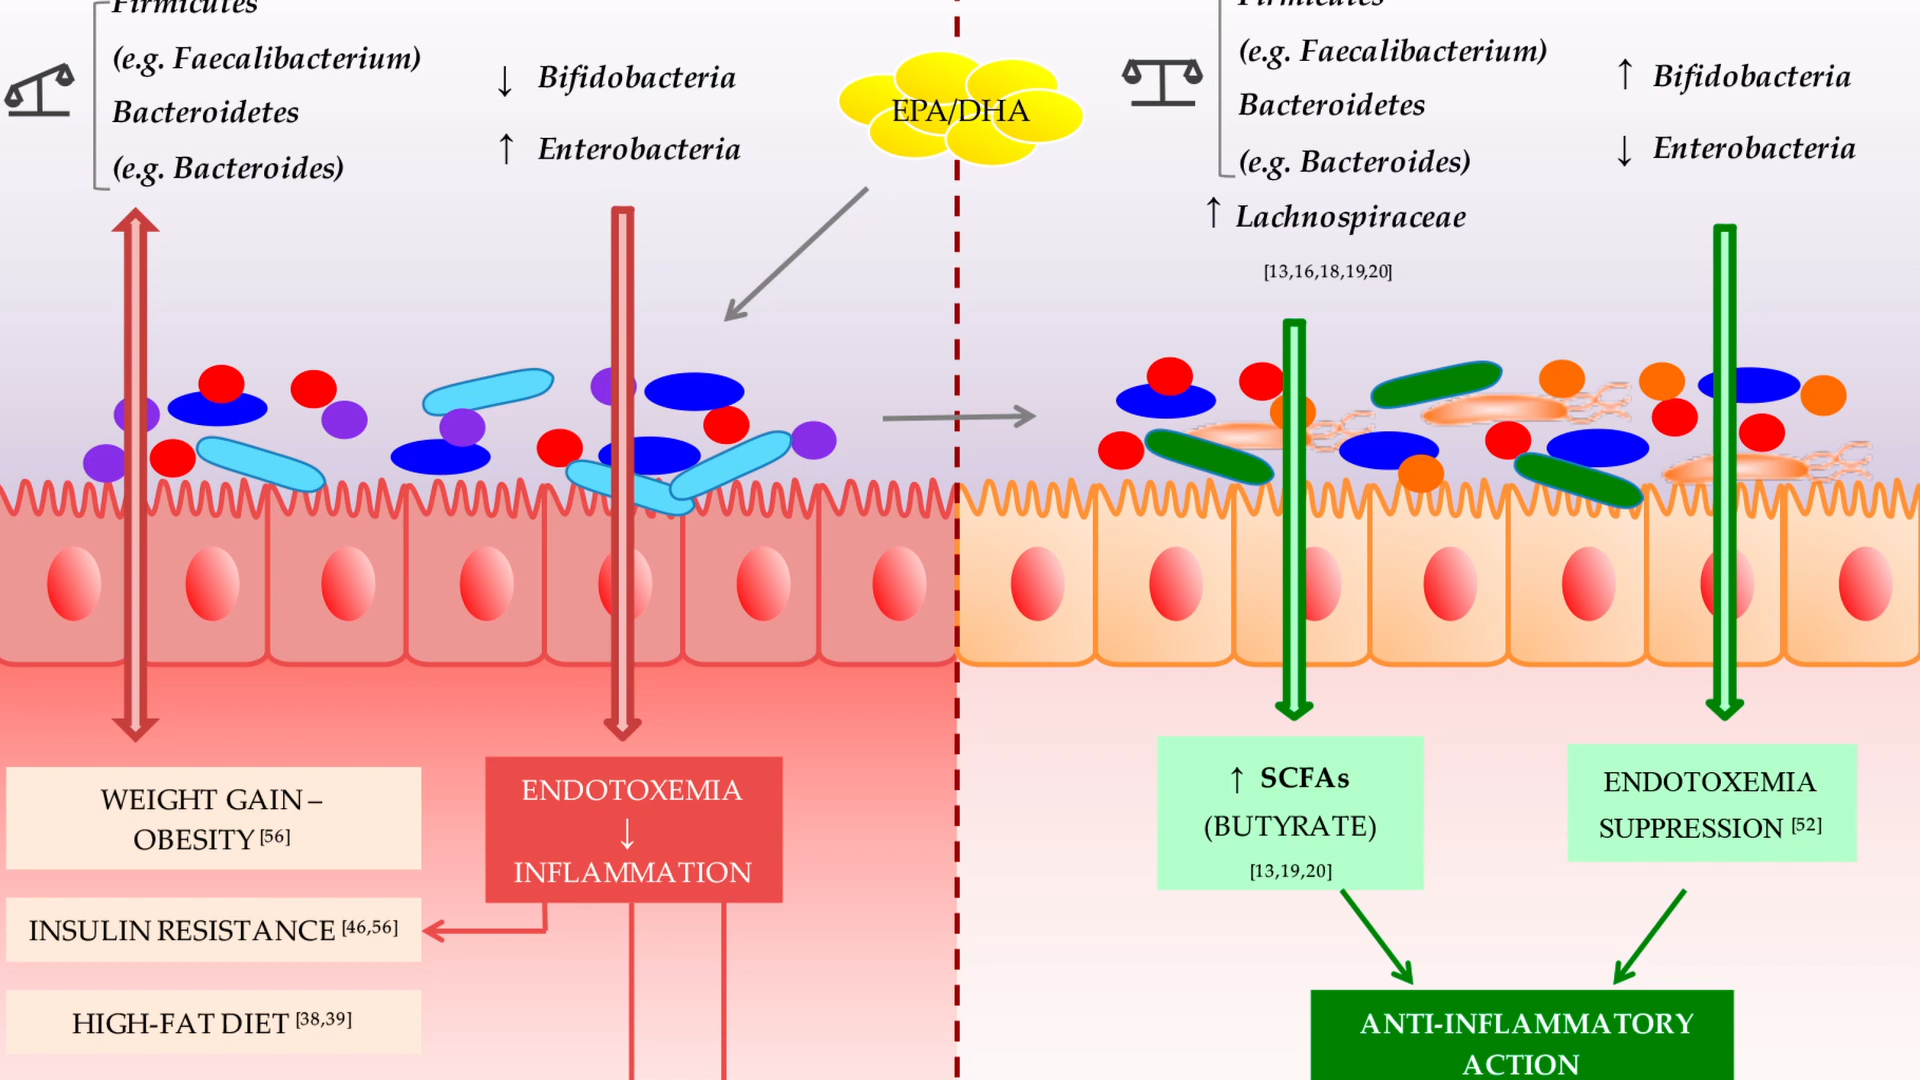 Firmicutes
(e.g. Faecalibacterium)
Bacteroidetes
(e.g. Bacteroides)
↓ Bifidobacteria
↑ Enterobacteria
EPA/DHA
Firmicutes
(e.g. Faecalibacterium)
Bacteroidetes
(e.g. Bacteroides)
↑ Lachnospiraceae
[13,16,18,19,20]
↑ Bifidobacteria
↓ Enterobacteria
WEIGHT GAIN –
OBESITY [56]
INSULIN RESISTANCE [46,56]
HIGH-FAT DIET [38,39]
ENDOTOXEMIA
↓
INFLAMMATION
↑ SCFAs
(BUTYRATE)
[13,19,20]
ENDOTOXEMIA
SUPPRESSION [52]
ANTI-INFLAMMATORY
ACTION